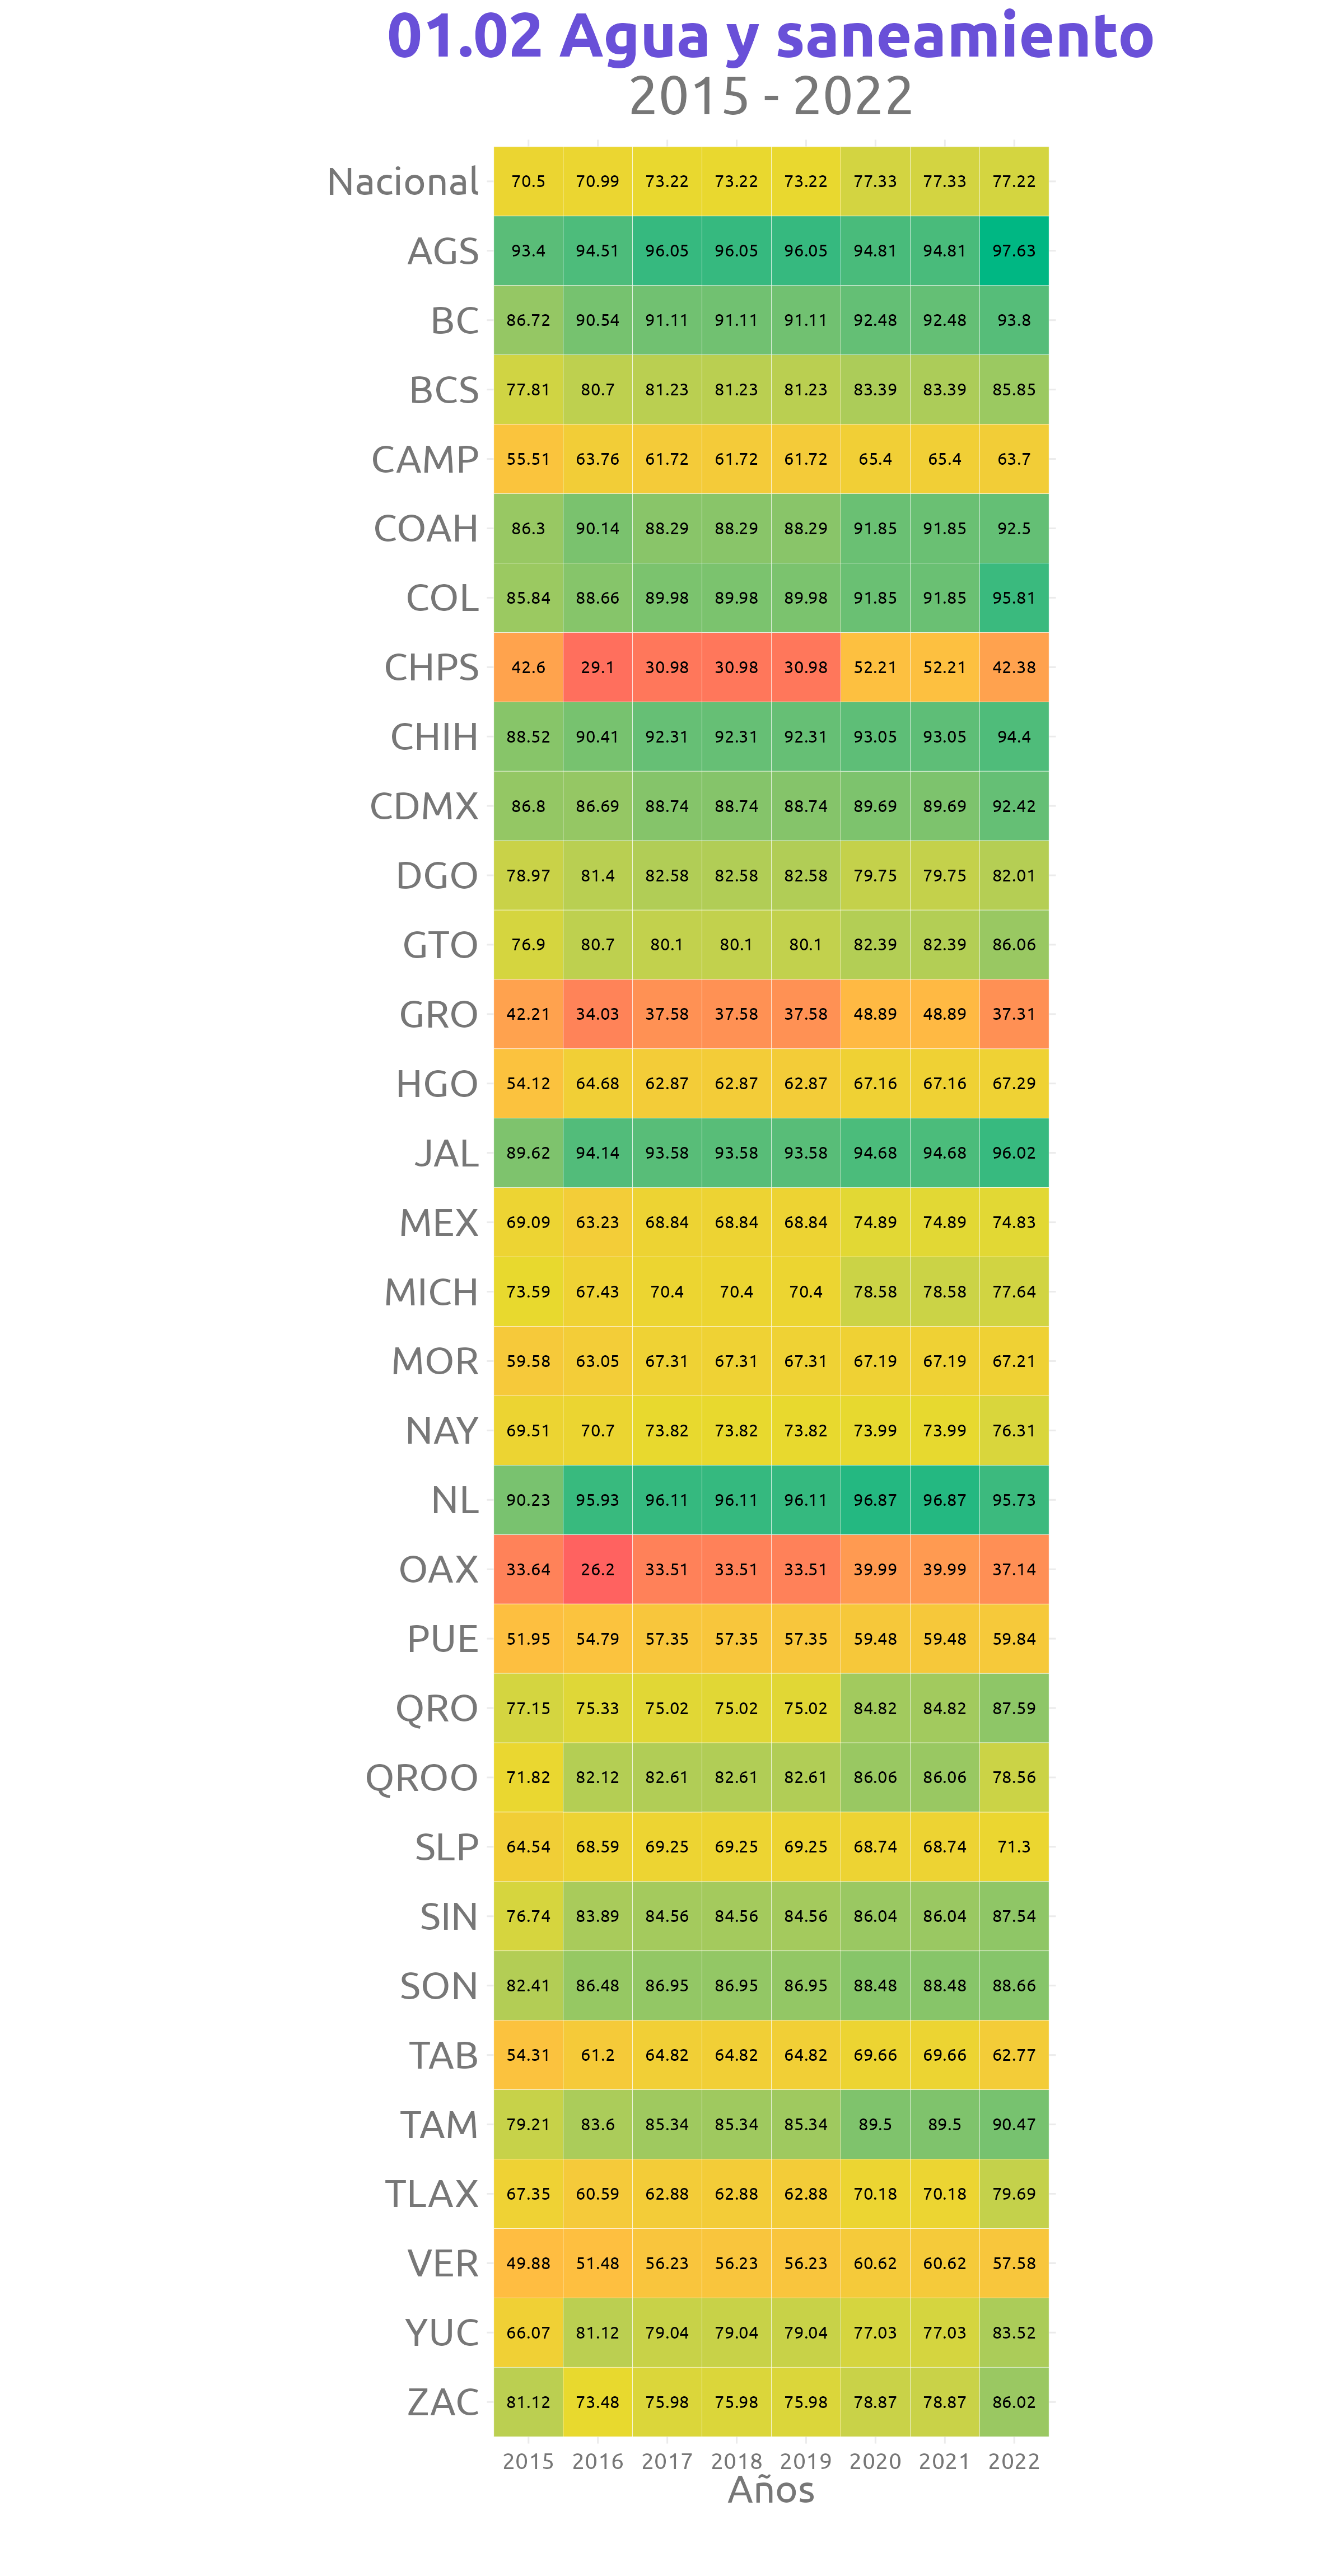 01.02 Agua y saneamiento
2015 - 2022
Nacional 70.5 70.99 73.22 73.22 73.22 77.33 77.33 77.22
AGS 93.4 94.51 96.05 96.05 96.05 94.81 94.81 97.63
BC 86.72 90.54 91.11 91.11 91.11 92.48 92.48 93.8
BCS 77.81 80.7 81.23 81.23 81.23 83.39 83.39 85.85
CAMP 55.51 63.76 61.72 61.72 61.72 65.4 65.4 63.7
COAH 86.3 90.14 88.29 88.29 88.29 91.85 91.85 92.5
COL 85.84 88.66 89.98 89.98 89.98 91.85 91.85 95.81
CHPS 42.6 29.1 30.98 30.98 30.98 52.21 52.21 42.38
CHIH 88.52 90.41 92.31 92.31 92.31 93.05 93.05 94.4
CDMX 86.8 86.69 88.74 88.74 88.74 89.69 89.69 92.42
DGO 78.97 81.4 82.58 82.58 82.58 79.75 79.75 82.01
GTO 76.9 80.7 80.1 80.1 80.1 82.39 82.39 86.06
GRO 42.21 34.03 37.58 37.58 37.58 48.89 48.89 37.31
HGO 54.12 64.68 62.87 62.87 62.87 67.16 67.16 67.29
JAL 89.62 94.14 93.58 93.58 93.58 94.68 94.68 96.02
MEX 69.09 63.23 68.84 68.84 68.84 74.89 74.89 74.83
MICH 73.59 67.43 70.4 70.4 70.4 78.58 78.58 77.64
MOR 59.58 63.05 67.31 67.31 67.31 67.19 67.19 67.21
NAY 69.51 70.7 73.82 73.82 73.82 73.99 73.99 76.31
NL 90.23 95.93 96.11 96.11 96.11 96.87 96.87 95.73
OAX 33.64 26.2 33.51 33.51 33.51 39.99 39.99 37.14
PUE 51.95 54.79 57.35 57.35 57.35 59.48 59.48 59.84
QRO 77.15 75.33 75.02 75.02 75.02 84.82 84.82 87.59
QROO 71.82 82.12 82.61 82.61 82.61 86.06 86.06 78.56
SLP 64.54 68.59 69.25 69.25 69.25 68.74 68.74 71.3
SIN 76.74 83.89 84.56 84.56 84.56 86.04 86.04 87.54
SON 82.41 86.48 86.95 86.95 86.95 88.48 88.48 88.66
TAB 54.31 61.2 64.82 64.82 64.82 69.66 69.66 62.77
TAM 79.21 83.6 85.34 85.34 85.34 89.5 89.5 90.47
TLAX 67.35 60.59 62.88 62.88 62.88 70.18 70.18 79.69
VER 49.88 51.48 56.23 56.23 56.23 60.62 60.62 57.58
YUC 66.07 81.12 79.04 79.04 79.04 77.03 77.03 83.52
ZAC 81.12 73.48 75.98 75.98 75.98 78.87 78.87 86.02
2015 2016 2017 2018 2019 2020 2021 2022
Años